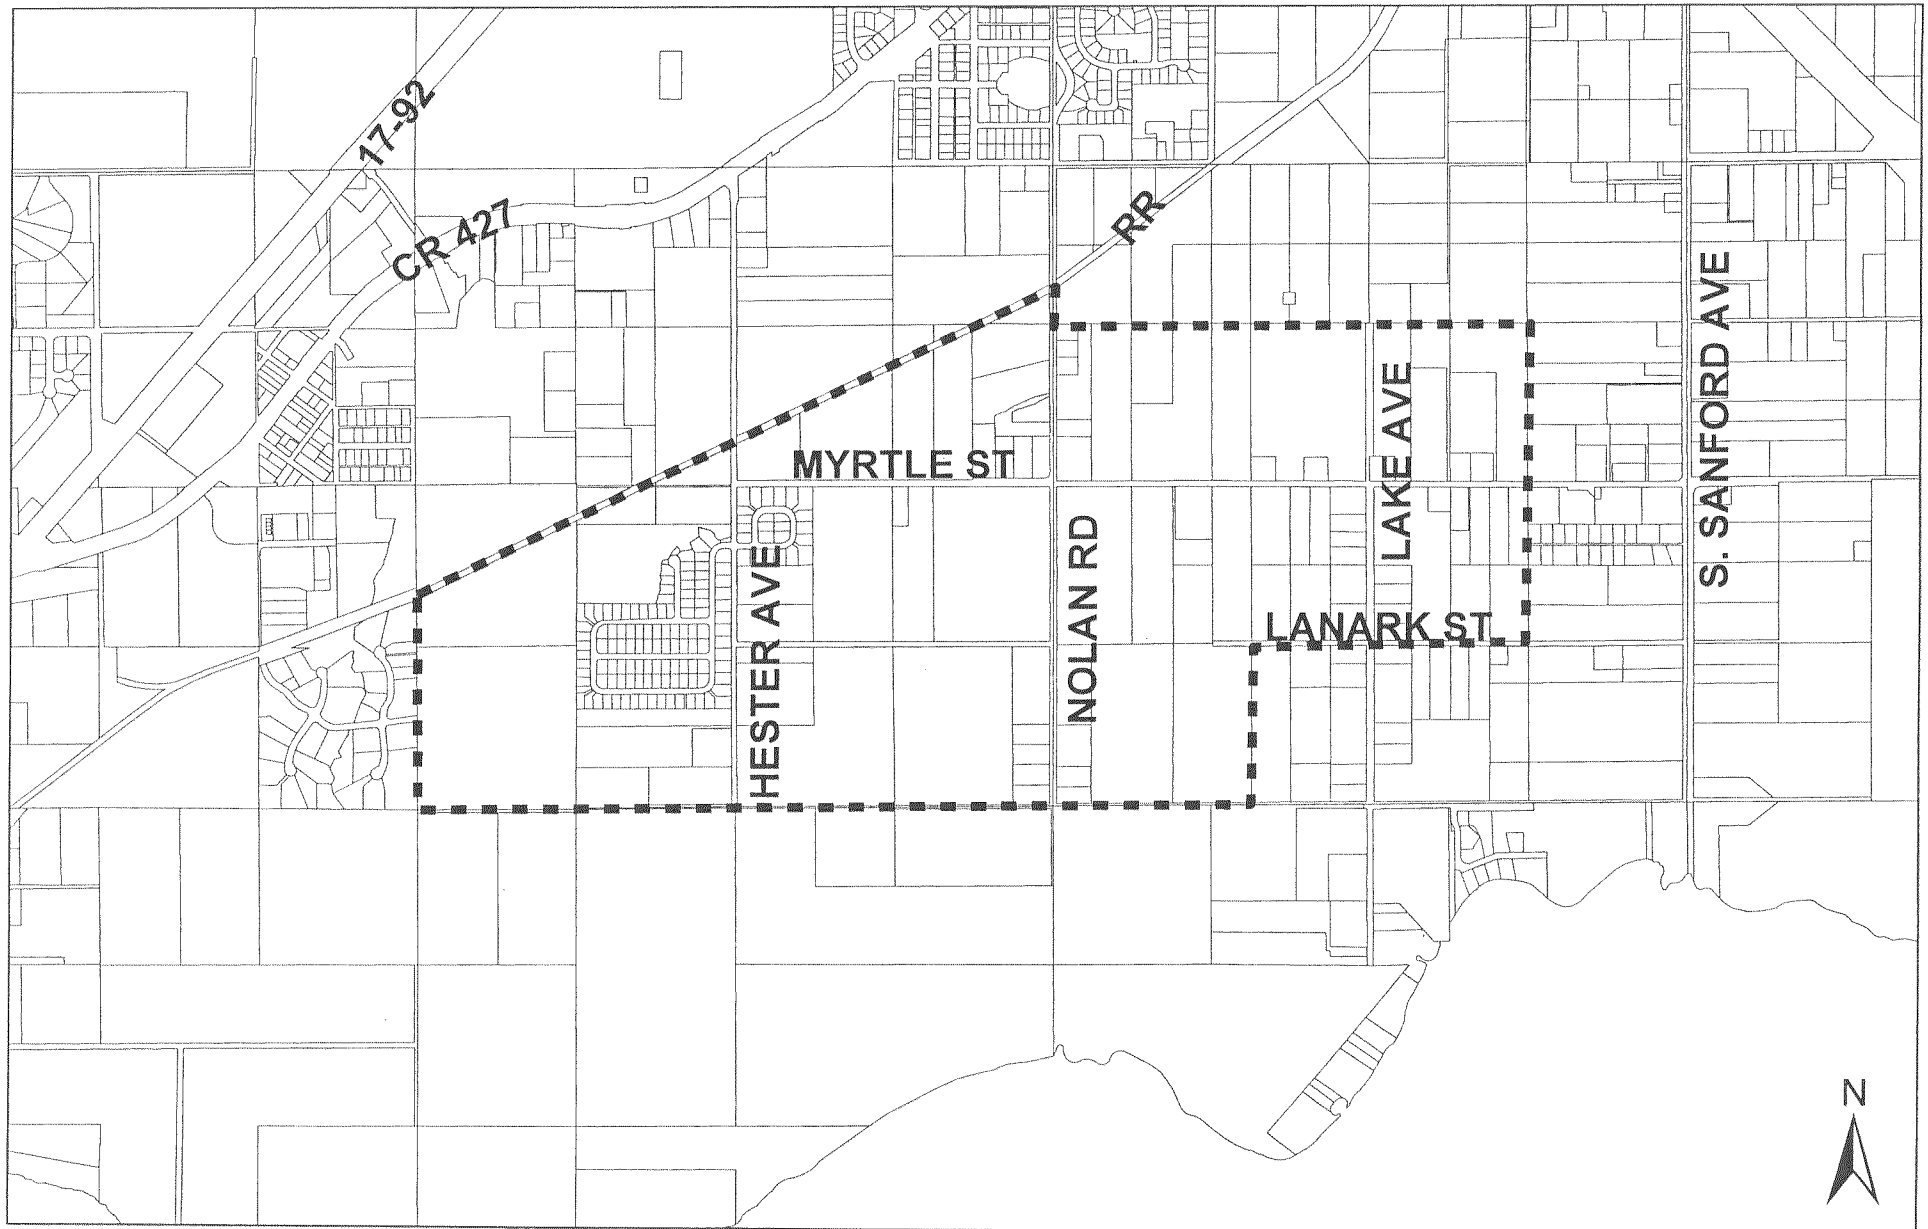 17-92
CR 427
RR
MYRTLE ST
LAKE AVE
S. SANFORD AVE
HESTER AVE
NOLAN RD
LANARK ST
N